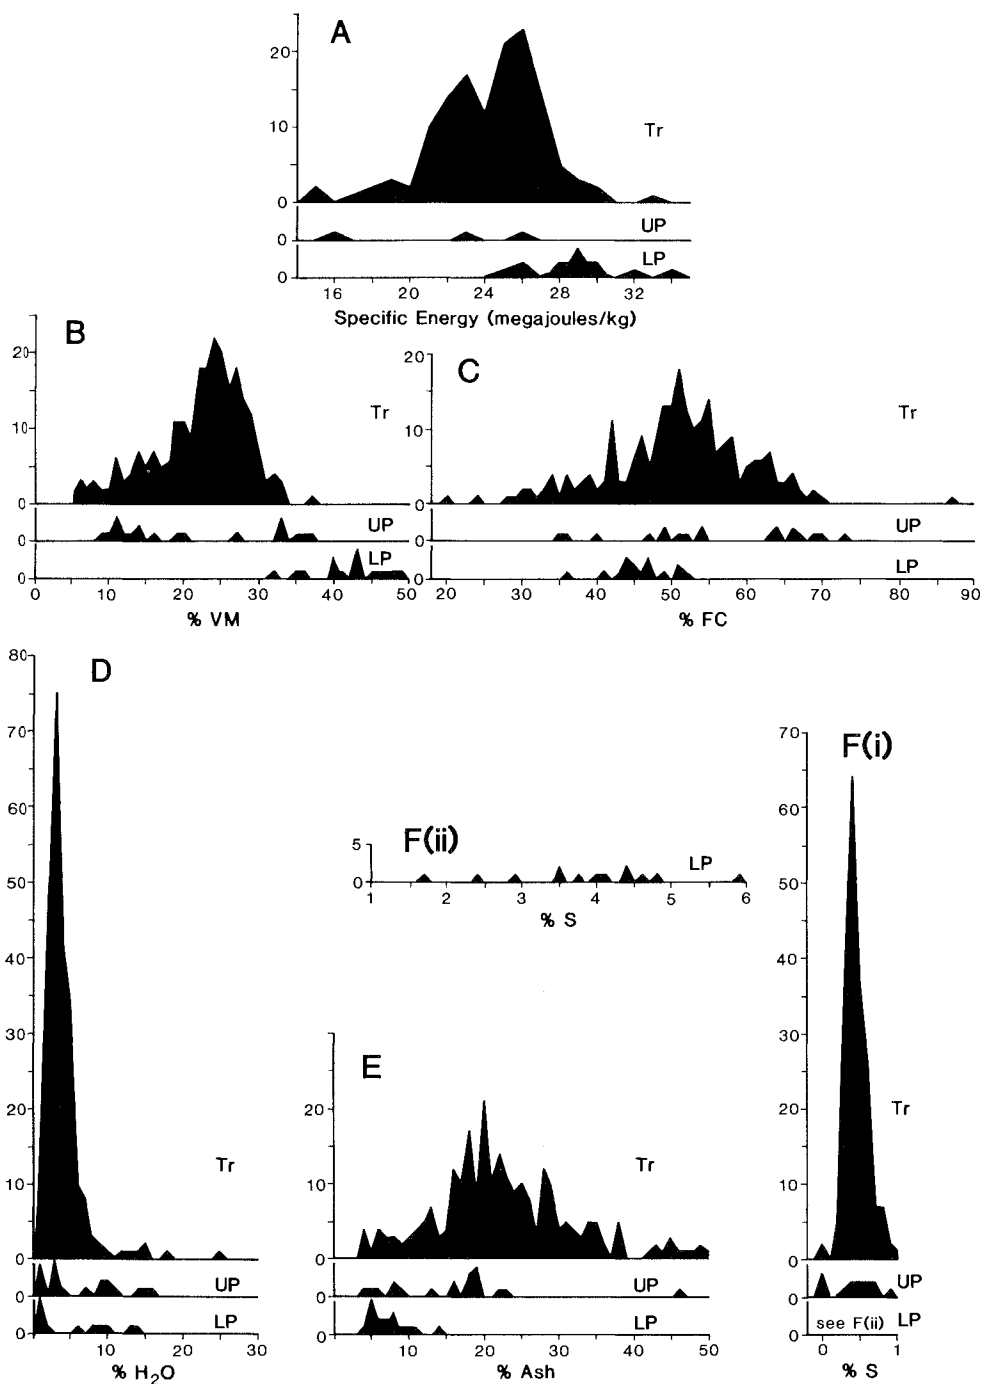 A
20
10
0
Tr
0
UP
0
LP
16 20 24 28 32
Specific Energy (megajoules/kg)
B
20
10
0
Tr
0
UP
0
LP
0 10 20 30 40 50
% VM
C
20
10
0
Tr
0
UP
0
LP
20 30 40 50 60 70 80 90
% FC
D
80
70
60
50
40
30
20
10
0
Tr
0
UP
0
LP
0 10 20 30
% H₂O
F(ii)
5
0
LP
1 2 3 4 5 6
% S
E
20
10
0
Tr
0
UP
0
LP
10 20 30 40 50
% Ash
F(i)
70
60
50
40
30
20
10
0
Tr
0
UP
0
see F(ii) LP
0 1
% S